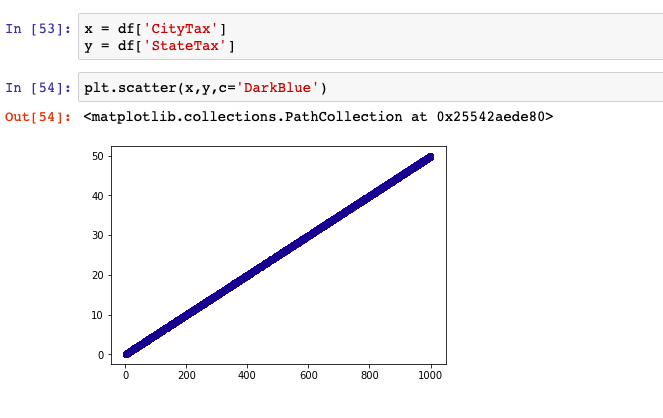 In [53]: x = df['CityTax']
y = df['StateTax']
In [54]: plt.scatter(x,y,c='DarkBlue')
Out[54]: <matplotlib.collections.PathCollection at 0x25542aede80>
50
40
30
20
10
0
0 200 400 600 800 1000